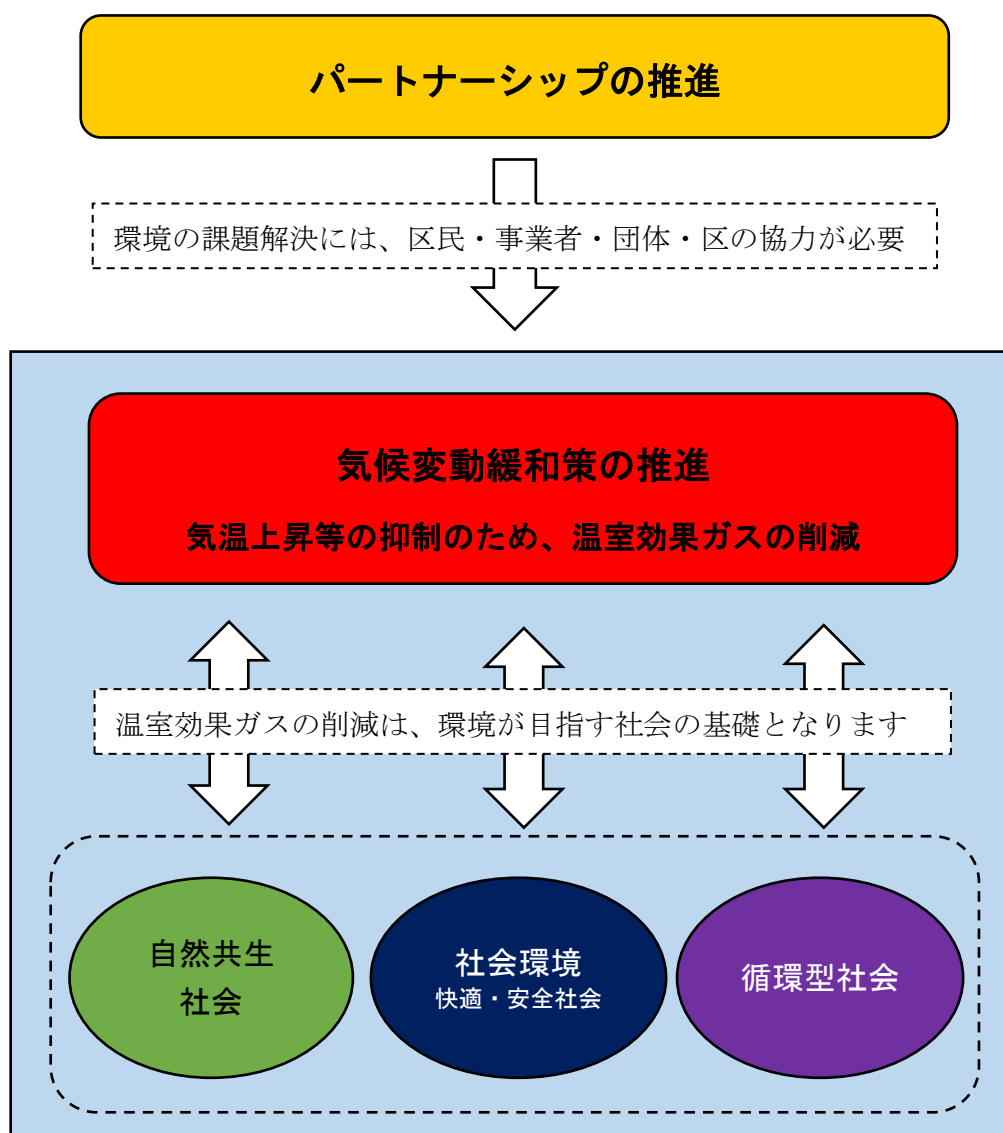 パートナーシップの推進
環境の課題解決には、区民・事業者・団体・区の協力が必要
気候変動緩和策の推進
気温上昇等の抑制のため、温室効果ガスの削減
温室効果ガスの削減は、環境が目指す社会の基礎となります
自然共生
社会
社会環境
快適・安全社会
循環型社会